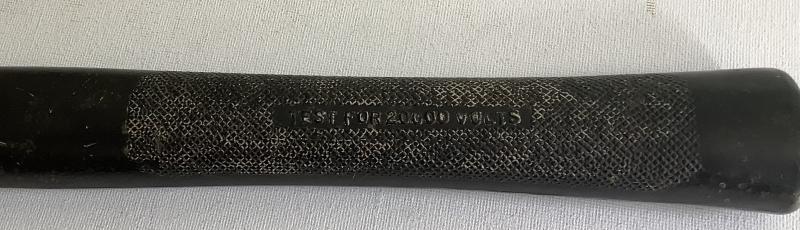 TEST FOR 20,000 VOLTS